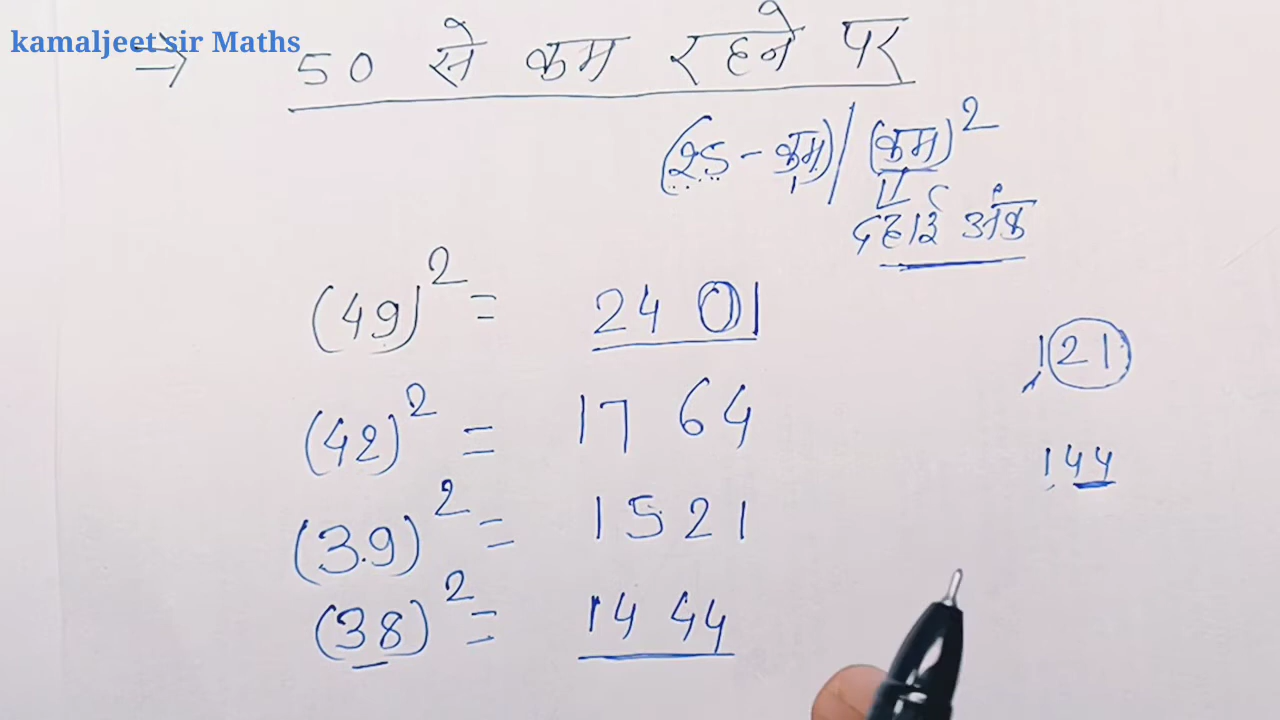 kamaljeet sir Maths
→ 50 से कम रहने पर
(25 - कम) / (कम)²
दहाई अंक
(49)² = 24 01
121
(42)² = 17 64
144
(39)² = 1521
(38)² = 14 44